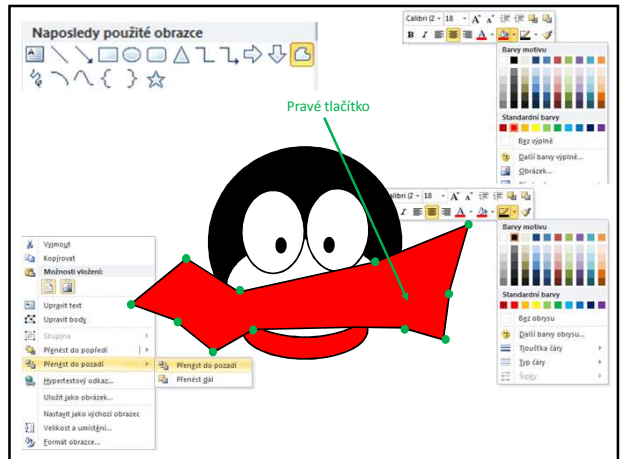 Naposledy použité obrazce
Calibri (Z - 18
Barvy motivu
Standardní barvy
Bez výplně
Další barvy výplně...
Obrázek...
Pravé tlačítko
Calibri (Z - 18
Barvy motivu
Standardní barvy
Bez obrysu
Další barvy obrysu...
Tloušťka čáry
Typ čáry
Šipky
Vyjmout
Kopírovat
Možnosti vložení:
Upravit text
Upravit body
Skupina
Přenést do popředí
Přenést do pozadí
Přenést do pozadí
Přenést dál
Hypertextový odkaz...
Uložit jako obrázek...
Nastavit jako výchozí obrazec
Velikost a umístění...
Formát obrazce...